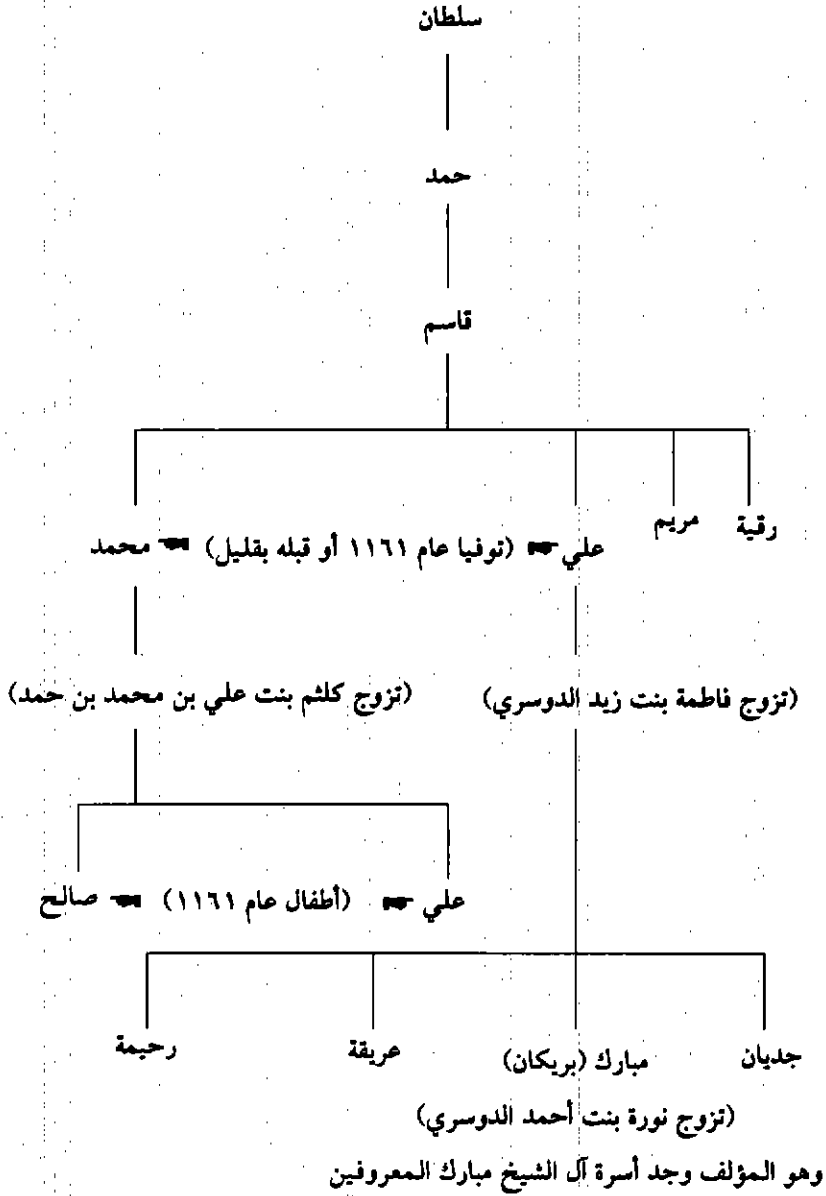 سلطان
حمد
قاسم
رقية
مريم
علي (توفيا عام ١١٦١ أو قبله بقليل) محمد
(تزوج فاطمة بنت زيد الدوسري)
(تزوج كلثم بنت علي بن محمد بن حمد)
علي (أطفال عام ١١٦١) صالح
جديان
مبارك (بريكان)
عريقة
رحيمة
(تزوج نورة بنت أحمد الدوسري)
وهو المؤلف وجد أسرة آل الشيخ مبارك المعروفين